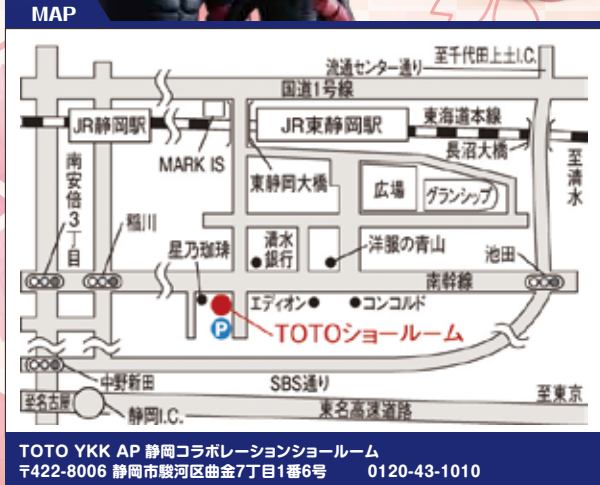 MAP
至千代田上土I.C.
流通センター通り
国道1号線
JR静岡駅
JR東静岡駅
東海道本線
長沼大橋
至清水
MARK IS
東静岡大橋
広場
グランシップ
南安倍3丁目
稲川
星乃珈琲
清水
銀行
洋服の青山
池田
南幹線
エディオン
コンコルド
P
TOTOショールーム
中野新田
SBS通り
至東京
至名古屋
静岡I.C.
東名高速道路
TOTO YKK AP 静岡コラボレーションショールーム
〒422-8006 静岡市駿河区曲金7丁目1番6号 0120-43-1010